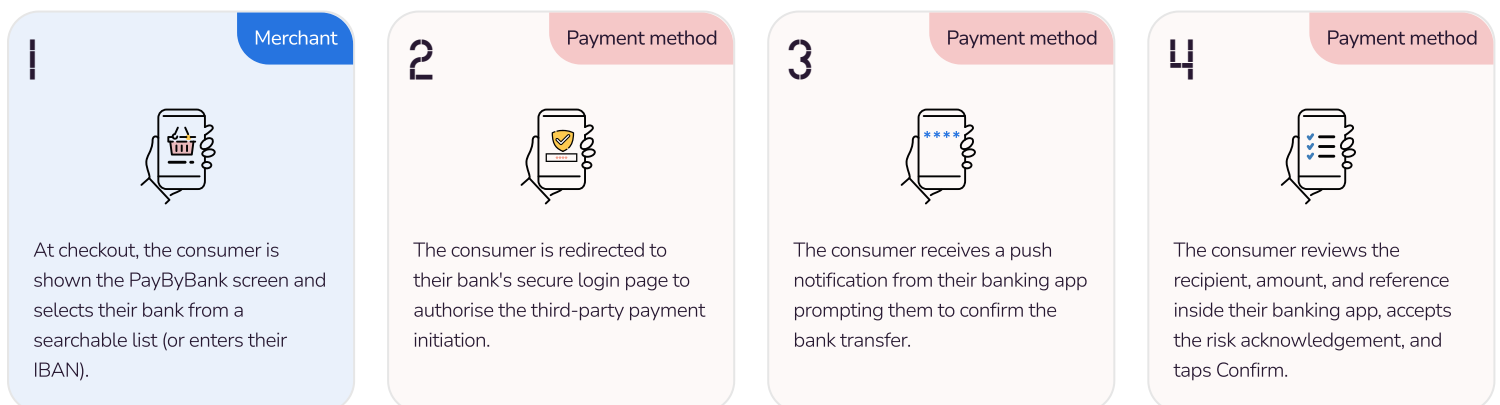 1
Merchant
At checkout, the consumer is
shown the PayByBank screen and
selects their bank from a
searchable list (or enters their
IBAN).
2
Payment method
****
The consumer is redirected to
their bank's secure login page to
authorise the third-party payment
initiation.
3
Payment method
****
The consumer receives a push
notification from their banking app
prompting them to confirm the
bank transfer.
4
Payment method
The consumer reviews the
recipient, amount, and reference
inside their banking app, accepts
the risk acknowledgement, and
taps Confirm.